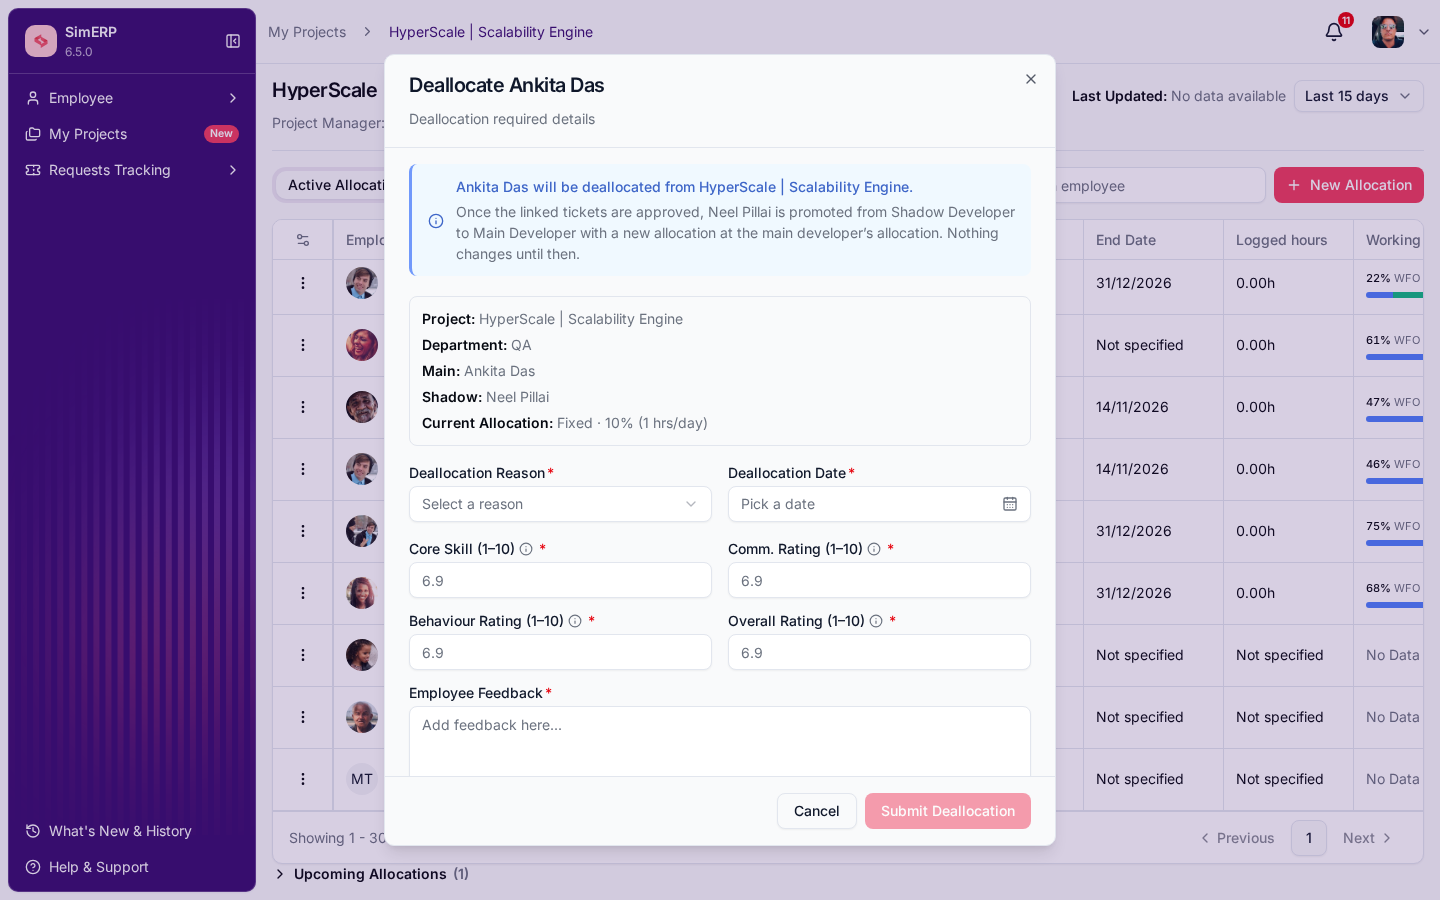 SimERP
6.5.0
Employee
My Projects
New
Requests Tracking
What's New & History
Help & Support
My Projects
HyperScale | Scalability Engine
11
HyperScale
Last Updated: No data available
Last 15 days
Project Manager:
Active Allocati
employee
New Allocation
Emplo
End Date
Logged hours
Working
31/12/2026
0.00h
22% WFO
Not specified
0.00h
61% WFO
14/11/2026
0.00h
47% WFO
14/11/2026
0.00h
46% WFO
31/12/2026
0.00h
75% WFO
31/12/2026
0.00h
68% WFO
Not specified
Not specified
No Data
Not specified
Not specified
No Data
MT
Not specified
Not specified
No Data
Showing 1 - 30
Previous
1
Next
Upcoming Allocations (1)
Deallocate Ankita Das
Deallocation required details
Ankita Das will be deallocated from HyperScale | Scalability Engine.
Once the linked tickets are approved, Neel Pillai is promoted from Shadow Developer
to Main Developer with a new allocation at the main developer's allocation. Nothing
changes until then.
Project: HyperScale | Scalability Engine
Department: QA
Main: Ankita Das
Shadow: Neel Pillai
Current Allocation: Fixed · 10% (1 hrs/day)
Deallocation Reason*
Deallocation Date*
Select a reason
Pick a date
Core Skill (1–10) *
Comm. Rating (1–10) *
6.9
6.9
Behaviour Rating (1–10) *
Overall Rating (1–10) *
6.9
6.9
Employee Feedback*
Add feedback here...
Cancel
Submit Deallocation